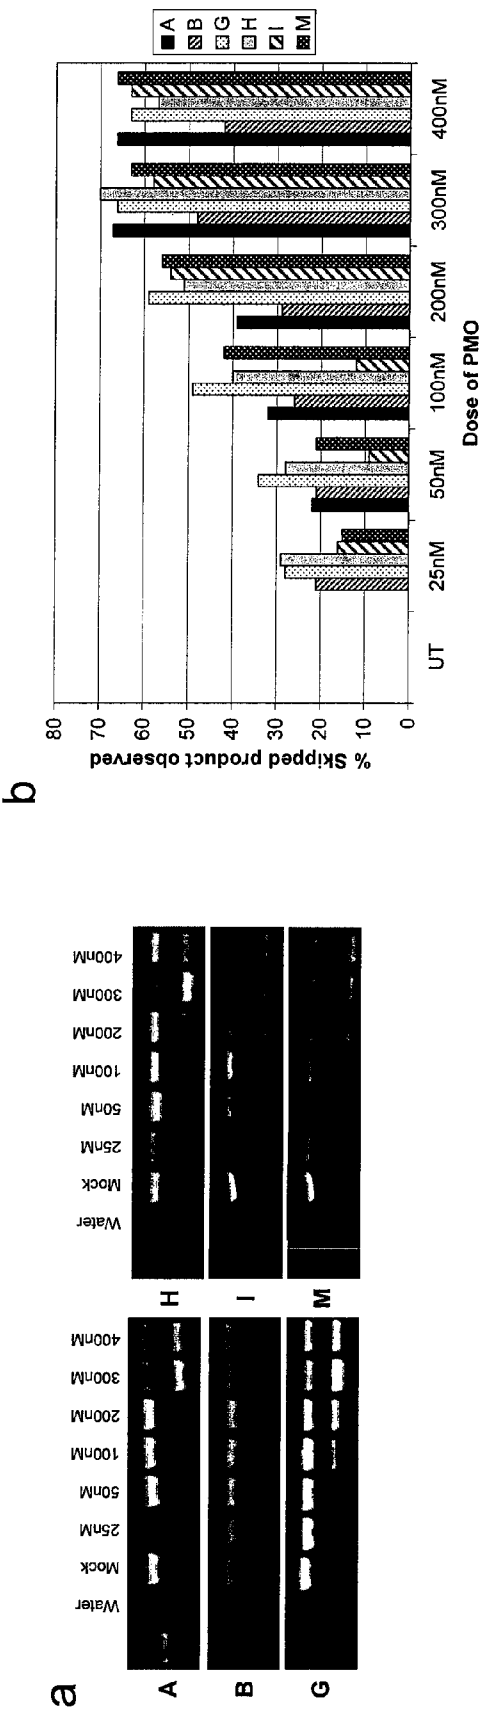 a
Water Mock 25nM 50nM 100nM 200nM 300nM 400nM
A
B
G
Water Mock 25nM 50nM 100nM 200nM 300nM 400nM
H
I
M
b
% Skipped product observed
80
70
60
50
40
30
20
10
0
UT 25nM 50nM 100nM 200nM 300nM 400nM
Dose of PMO
A
B
G
H
I
M